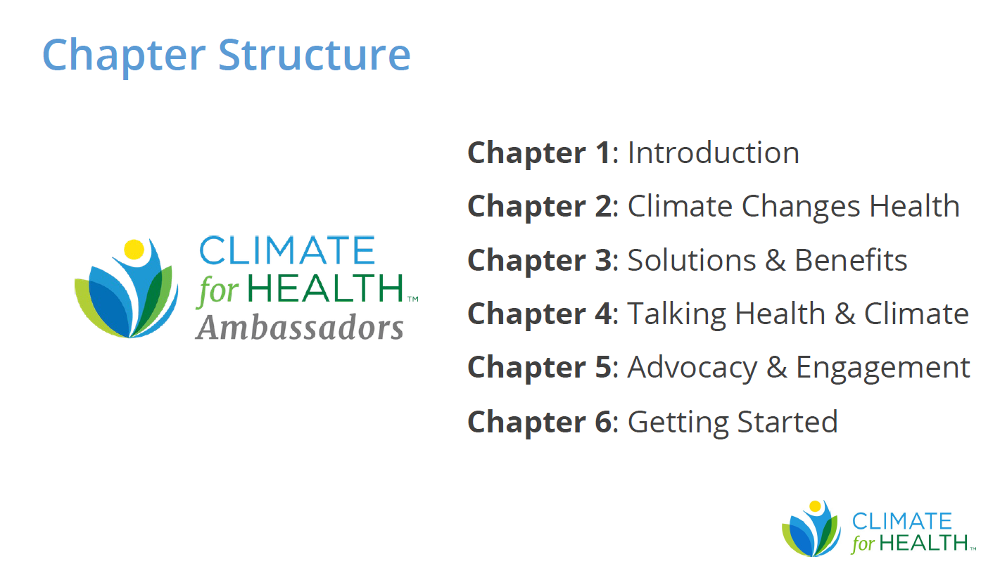 Chapter Structure
CLIMATE
for HEALTH™
Ambassadors
Chapter 1: Introduction
Chapter 2: Climate Changes Health
Chapter 3: Solutions & Benefits
Chapter 4: Talking Health & Climate
Chapter 5: Advocacy & Engagement
Chapter 6: Getting Started
CLIMATE
for HEALTH™